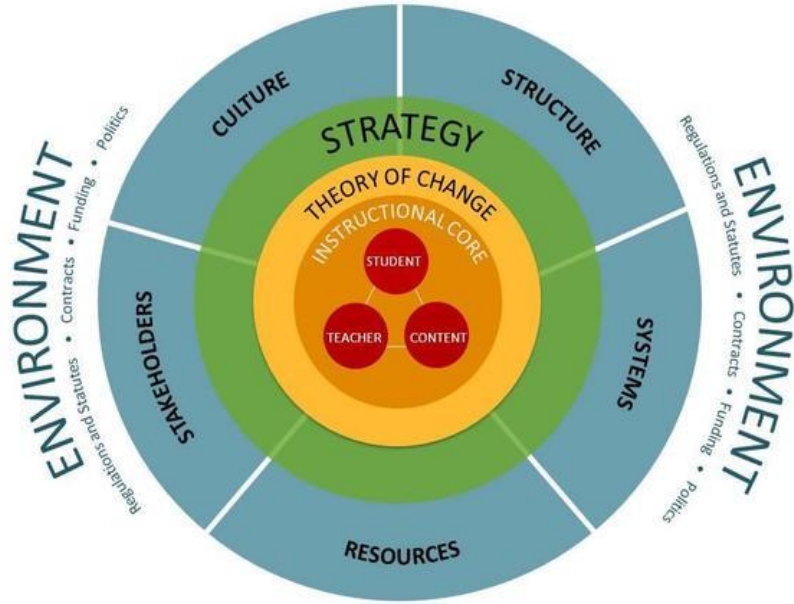 CULTURE
STRUCTURE
STRATEGY
THEORY OF CHANGE
INSTRUCTIONAL CORE
STUDENT
TEACHER
CONTENT
STAKEHOLDERS
SYSTEMS
RESOURCES
ENVIRONMENT
Regulations and Statutes • Contracts • Funding • Politics
ENVIRONMENT
Regulations and Statutes • Contracts • Funding • Politics